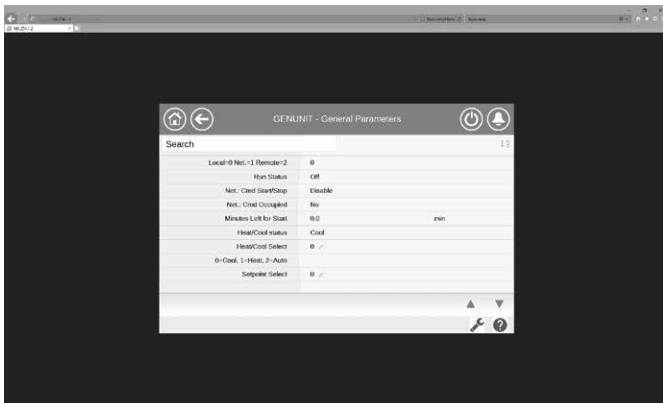 GENUNIT - General Parameters
Search
Local=0 Net.=1 Remote=2 0
Run Status Off
Net.: Cmd Start/Stop Disable
Net.: Cmd Occupied No
Minutes Left for Start 0.0 min
Heat/Cool status Cool
Heat/Cool Select 0
0=Cool, 1=Heat, 2=Auto
Setpoint Select 0